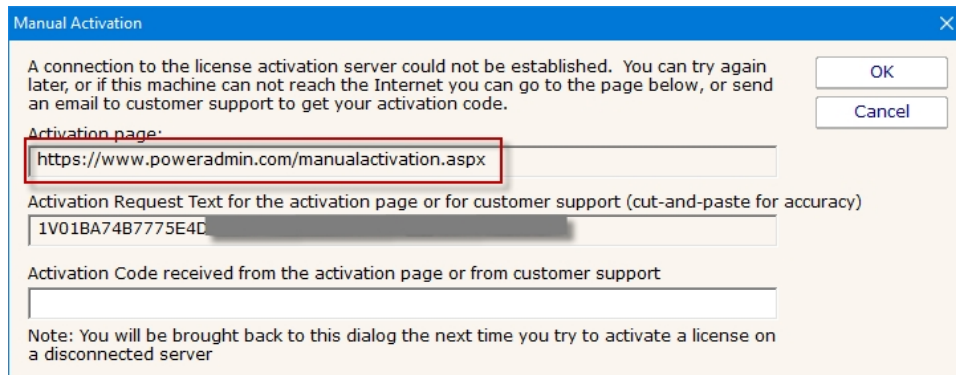 Manual Activation
A connection to the license activation server could not be established.  You can try again
later, or if this machine can not reach the Internet you can go to the page below, or send
an email to customer support to get your activation code.
OK
Cancel
Activation page:
https://www.poweradmin.com/manualactivation.aspx
Activation Request Text for the activation page or for customer support (cut-and-paste for accuracy)
1V01BA74B7775E4D
Activation Code received from the activation page or from customer support
Note: You will be brought back to this dialog the next time you try to activate a license on
a disconnected server